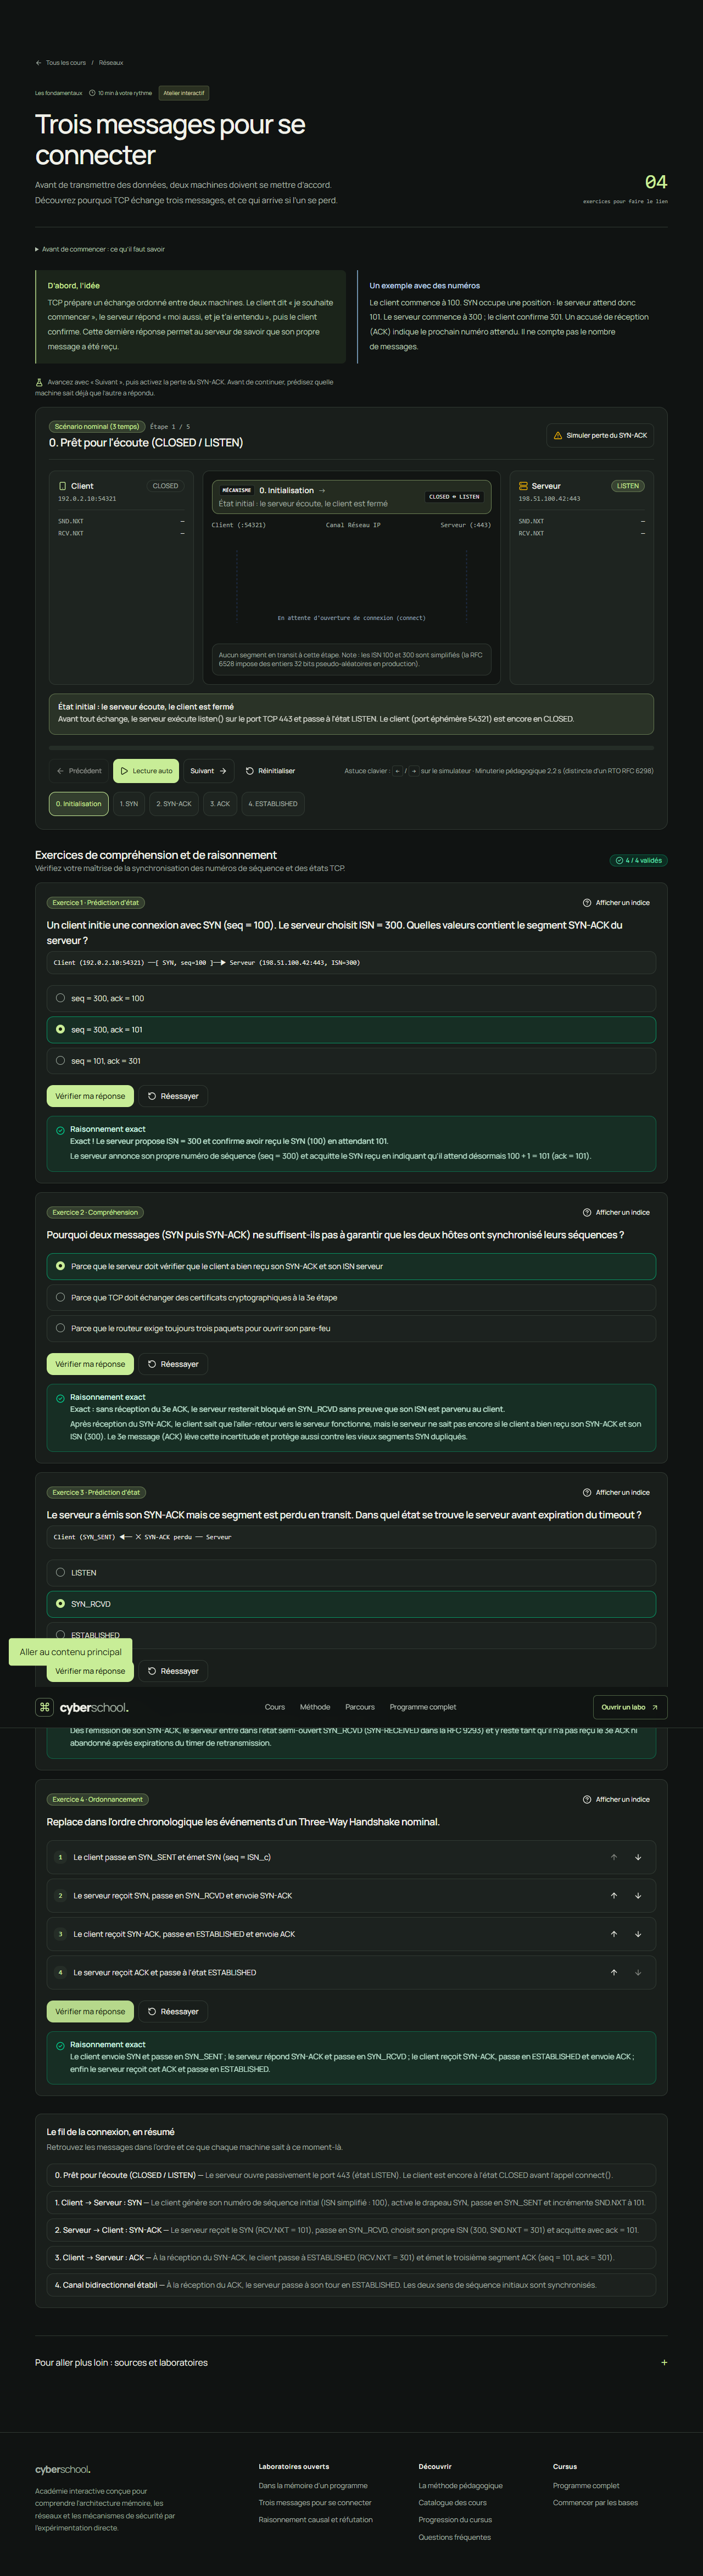 ← Tous les cours / Réseaux
Les fondamentaux 10 min à votre rythme Atelier interactif
Trois messages pour se
connecter
Avant de transmettre des données, deux machines doivent se mettre d'accord.
Découvrez pourquoi TCP échange trois messages, et ce qui arrive si l'un se perd.
04
exercices pour faire le lien
▶ Avant de commencer : ce qu'il faut savoir
D'abord, l'idée
TCP prépare un échange ordonné entre deux machines. Le client dit « je souhaite
commencer », le serveur répond « moi aussi, et je t'ai entendu », puis le client
confirme. Cette dernière réponse permet au serveur de savoir que son propre
message a été reçu.
Un exemple avec des numéros
Le client commence à 100. SYN occupe une position : le serveur attend donc
101. Le serveur commence à 300 ; le client confirme 301. Un accusé de réception
(ACK) indique le prochain numéro attendu. Il ne compte pas le nombre
de messages.
Avancez avec « Suivant », puis activez la perte du SYN-ACK. Avant de continuer, prédisez quelle
machine sait déjà que l'autre a répondu.
Scénario nominal (3 temps) Étape 1 / 5
0. Prêt pour l'écoute (CLOSED / LISTEN)
Simuler perte du SYN-ACK
Client CLOSED
192.0.2.10:54321
SND.NXT —
RCV.NXT —
MÉCANISME 0. Initialisation →
État initial : le serveur écoute, le client est fermé
CLOSED ↔ LISTEN
Client (:54321) Canal Réseau IP Serveur (:443)
En attente d'ouverture de connexion (connect)
Aucun segment en transit à cette étape. Note : les ISN 100 et 300 sont simplifiés (la RFC
6528 impose des entiers 32 bits pseudo-aléatoires en production).
Serveur LISTEN
198.51.100.42:443
SND.NXT —
RCV.NXT —
État initial : le serveur écoute, le client est fermé
Avant tout échange, le serveur exécute listen() sur le port TCP 443 et passe à l'état LISTEN. Le client (port éphémère 54321) est encore en CLOSED.
← Précédent Lecture auto Suivant → Réinitialiser
Astuce clavier : ← / → sur le simulateur · Minuterie pédagogique 2,2 s (distincte d'un RTO RFC 6298)
0. Initialisation 1. SYN 2. SYN-ACK 3. ACK 4. ESTABLISHED
Exercices de compréhension et de raisonnement
Vérifiez votre maîtrise de la synchronisation des numéros de séquence et des états TCP.
4 / 4 validés
Exercice 1 · Prédiction d'état Afficher un indice
Un client initie une connexion avec SYN (seq = 100). Le serveur choisit ISN = 300. Quelles valeurs contient le segment SYN-ACK du
serveur ?
Client (192.0.2.10:54321) ──[ SYN, seq=100 ]──▶ Serveur (198.51.100.42:443, ISN=300)
seq = 300, ack = 100
seq = 300, ack = 101
seq = 101, ack = 301
Vérifier ma réponse Réessayer
Raisonnement exact
Exact ! Le serveur propose ISN = 300 et confirme avoir reçu le SYN (100) en attendant 101.
Le serveur annonce son propre numéro de séquence (seq = 300) et acquitte le SYN reçu en indiquant qu'il attend désormais 100 + 1 = 101 (ack = 101).
Exercice 2 · Compréhension Afficher un indice
Pourquoi deux messages (SYN puis SYN-ACK) ne suffisent-ils pas à garantir que les deux hôtes ont synchronisé leurs séquences ?
Parce que le serveur doit vérifier que le client a bien reçu son SYN-ACK et son ISN serveur
Parce que TCP doit échanger des certificats cryptographiques à la 3e étape
Parce que le routeur exige toujours trois paquets pour ouvrir son pare-feu
Vérifier ma réponse Réessayer
Raisonnement exact
Exact : sans réception du 3e ACK, le serveur resterait bloqué en SYN_RCVD sans preuve que son ISN est parvenu au client.
Après réception du SYN-ACK, le client sait que l'aller-retour vers le serveur fonctionne, mais le serveur ne sait pas encore si le client a bien reçu son SYN-ACK et son
ISN (300). Le 3e message (ACK) lève cette incertitude et protège aussi contre les vieux segments SYN dupliqués.
Exercice 3 · Prédiction d'état Afficher un indice
Le serveur a émis son SYN-ACK mais ce segment est perdu en transit. Dans quel état se trouve le serveur avant expiration du timeout ?
Client (SYN_SENT) ◀── ✕ SYN-ACK perdu ── Serveur
LISTEN
SYN_RCVD
ESTABLISHED
Aller au contenu principal
Vérifier ma réponse Réessayer
⌘ cyberschool. Cours Méthode Parcours Programme complet Ouvrir un labo ↗
Dès l'émission de son SYN-ACK, le serveur entre dans l'état semi-ouvert SYN_RCVD (SYN-RECEIVED dans la RFC 9293) et y reste tant qu'il n'a pas reçu le 3e ACK ni
abandonné après expirations du timer de retransmission.
Exercice 4 · Ordonnancement Afficher un indice
Replace dans l'ordre chronologique les événements d'un Three-Way Handshake nominal.
1 Le client passe en SYN_SENT et émet SYN (seq = ISN_c) ↑ ↓
2 Le serveur reçoit SYN, passe en SYN_RCVD et envoie SYN-ACK ↑ ↓
3 Le client reçoit SYN-ACK, passe en ESTABLISHED et envoie ACK ↑ ↓
4 Le serveur reçoit ACK et passe à l'état ESTABLISHED ↑ ↓
Vérifier ma réponse Réessayer
Raisonnement exact
Le client envoie SYN et passe en SYN_SENT ; le serveur répond SYN-ACK et passe en SYN_RCVD ; le client reçoit SYN-ACK, passe en ESTABLISHED et envoie ACK ;
enfin le serveur reçoit cet ACK et passe en ESTABLISHED.
Le fil de la connexion, en résumé
Retrouvez les messages dans l'ordre et ce que chaque machine sait à ce moment-là.
0. Prêt pour l'écoute (CLOSED / LISTEN) — Le serveur ouvre passivement le port 443 (état LISTEN). Le client est encore à l'état CLOSED avant l'appel connect().
1. Client → Serveur : SYN — Le client génère son numéro de séquence initial (ISN simplifié : 100), active le drapeau SYN, passe en SYN_SENT et incrémente SND.NXT à 101.
2. Serveur → Client : SYN-ACK — Le serveur reçoit le SYN (RCV.NXT = 101), passe en SYN_RCVD, choisit son propre ISN (300, SND.NXT = 301) et acquitte avec ack = 101.
3. Client → Serveur : ACK — À la réception du SYN-ACK, le client passe à ESTABLISHED (RCV.NXT = 301) et émet le troisième segment ACK (seq = 101, ack = 301).
4. Canal bidirectionnel établi — À la réception du ACK, le serveur passe à son tour en ESTABLISHED. Les deux sens de séquence initiaux sont synchronisés.
Pour aller plus loin : sources et laboratoires +
cyberschool.
Académie interactive conçue pour
comprendre l'architecture mémoire, les
réseaux et les mécanismes de sécurité par
l'expérimentation directe.
Laboratoires ouverts
Dans la mémoire d'un programme
Trois messages pour se connecter
Raisonnement causal et réfutation
Découvrir
La méthode pédagogique
Catalogue des cours
Progression du cursus
Questions fréquentes
Cursus
Programme complet
Commencer par les bases